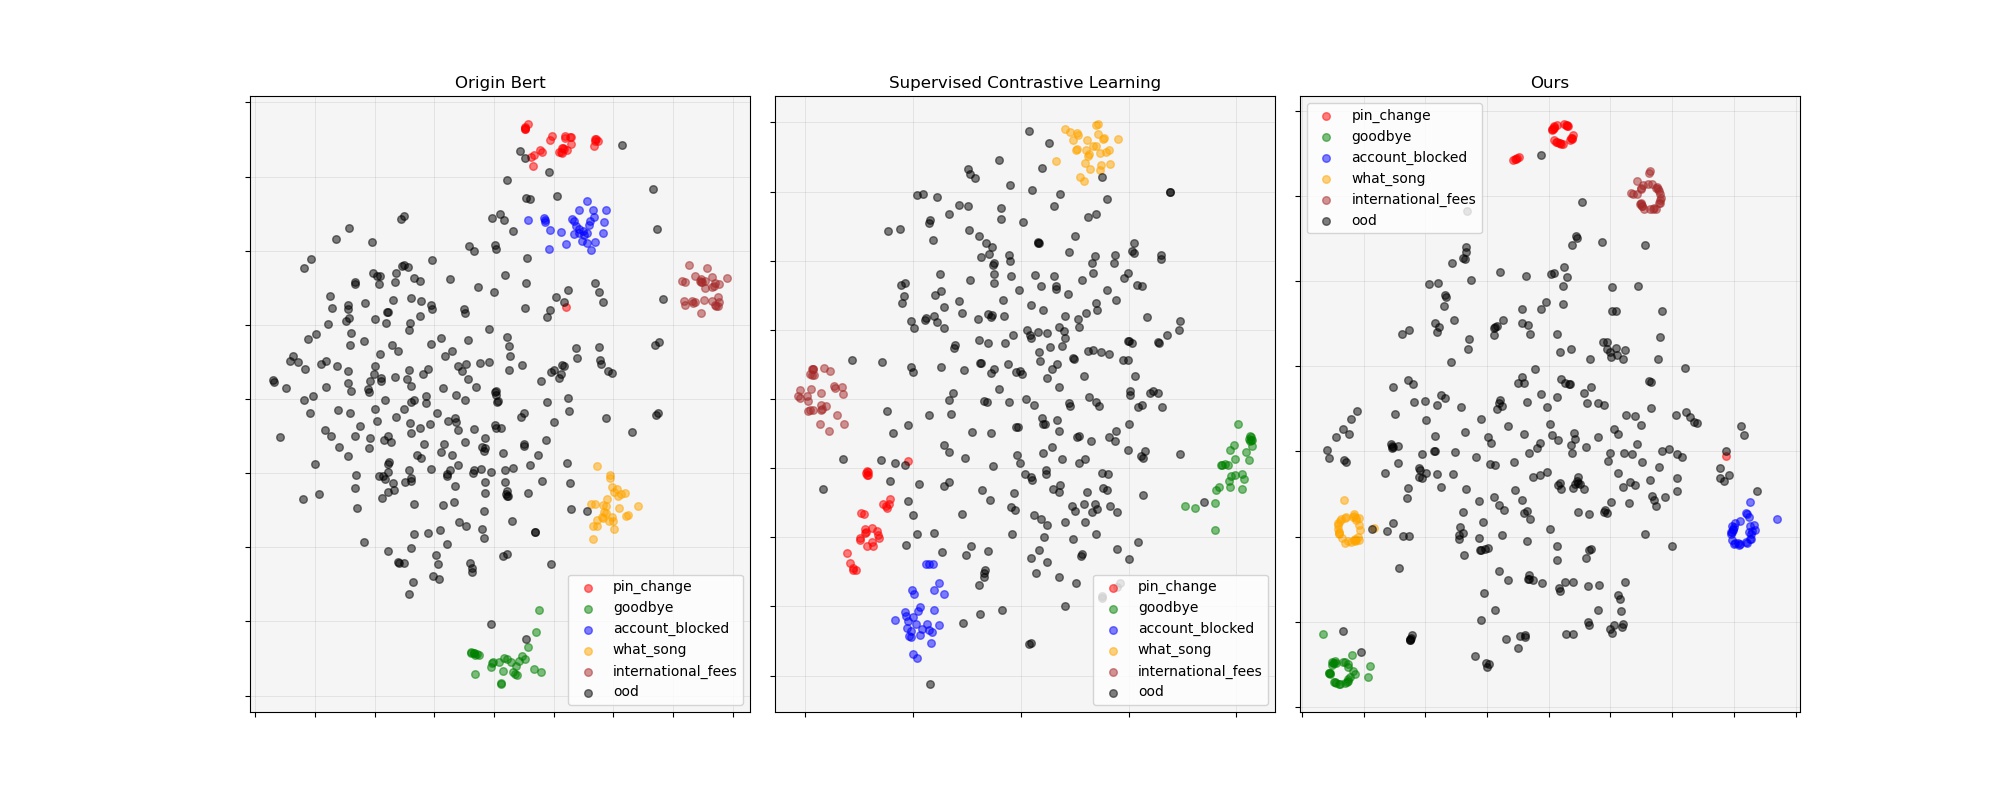 Origin Bert
pin_change
goodbye
account_blocked
what_song
international_fees
ood
Supervised Contrastive Learning
pin_change
goodbye
account_blocked
what_song
international_fees
ood
Ours
pin_change
goodbye
account_blocked
what_song
international_fees
ood